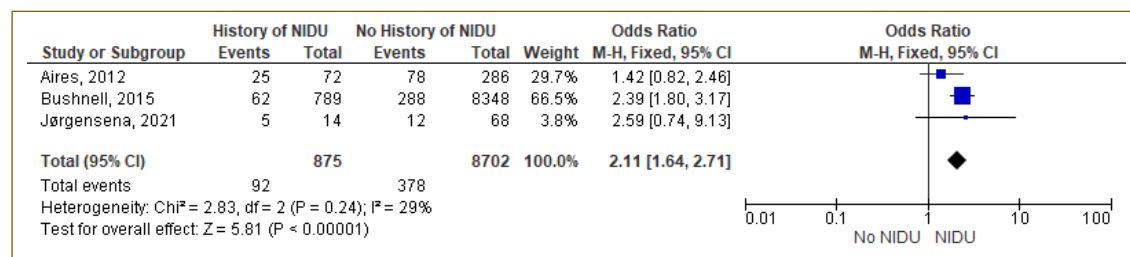 History of NIDU No History of NIDU Odds Ratio Odds Ratio
Study or Subgroup Events Total Events Total Weight M-H, Fixed, 95% CI M-H, Fixed, 95% CI
Aires, 2012 25 72 78 286 29.7% 1.42 [0.82, 2.46]
Bushnell, 2015 62 789 288 8348 66.5% 2.39 [1.80, 3.17]
Jørgensena, 2021 5 14 12 68 3.8% 2.59 [0.74, 9.13]
Total (95% CI) 875 8702 100.0% 2.11 [1.64, 2.71]
Total events 92 378
Heterogeneity: Chi² = 2.83, df = 2 (P = 0.24); I² = 29%
Test for overall effect: Z = 5.81 (P < 0.00001)
0.01 0.1 1 10 100
No NIDU NIDU